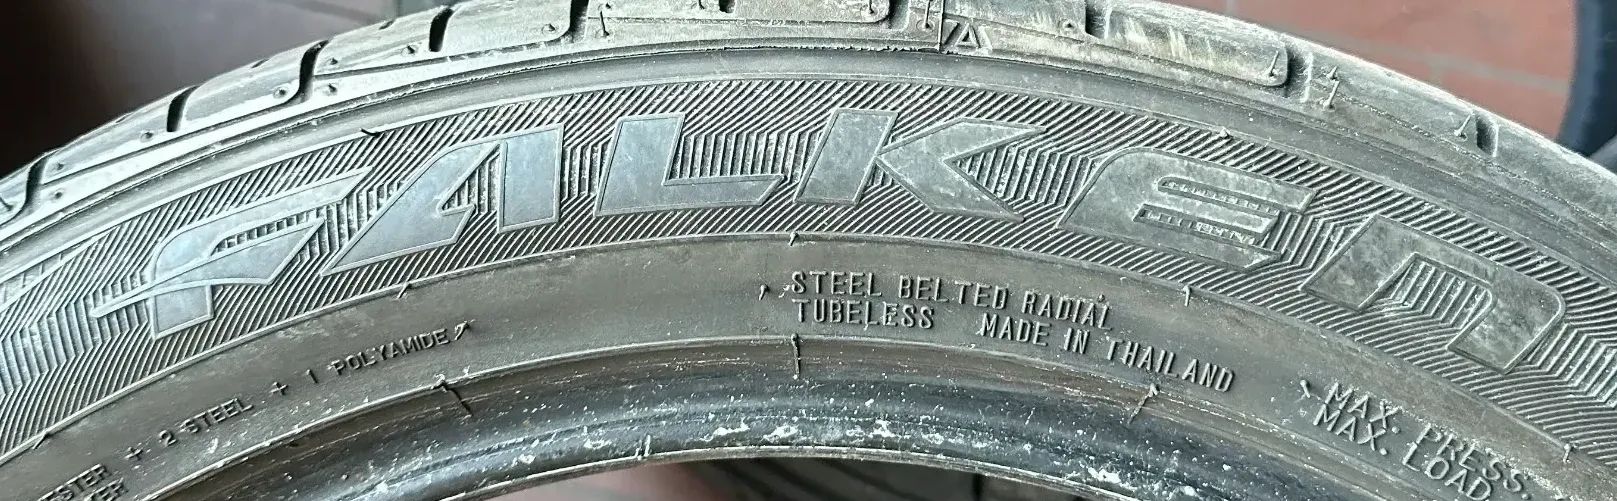 FALKEN
STEEL BELTED RADIAL
TUBELESS MADE IN THAILAND
+ 2 STEEL + 1 POLYAMIDE
MAX. PRESS
MAX. LOAD